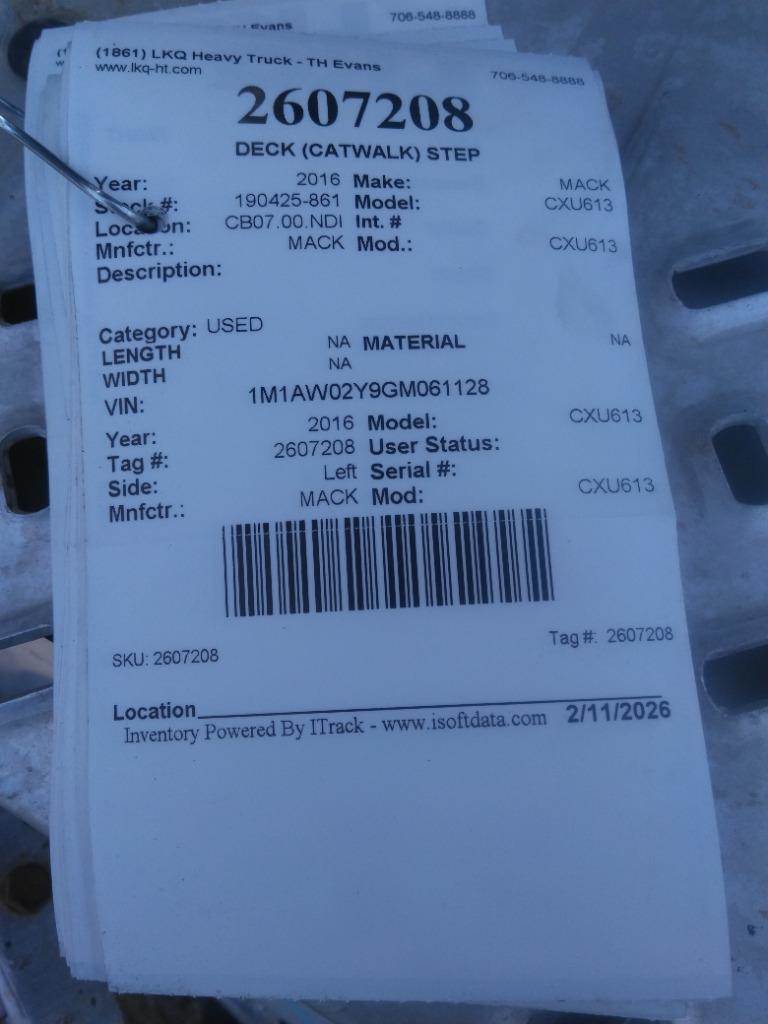 Evans 706-548-8888
(1861) LKQ Heavy Truck - TH Evans 706-548-8888
www.lkq-ht.com
2607208
DECK (CATWALK) STEP
Year: 2016 Make: MACK
Stock #: 190425-861 Model: CXU613
Location: CB07.00.NDI Int. #
Mnfctr.: MACK Mod.: CXU613
Description:
Category: USED
LENGTH NA MATERIAL NA
WIDTH NA
VIN: 1M1AW02Y9GM061128
Year: 2016 Model: CXU613
Tag #: 2607208 User Status:
Side: Left Serial #:
Mnfctr.: MACK Mod: CXU613
SKU: 2607208 Tag #: 2607208
Location
Inventory Powered By ITrack - www.isoftdata.com 2/11/2026